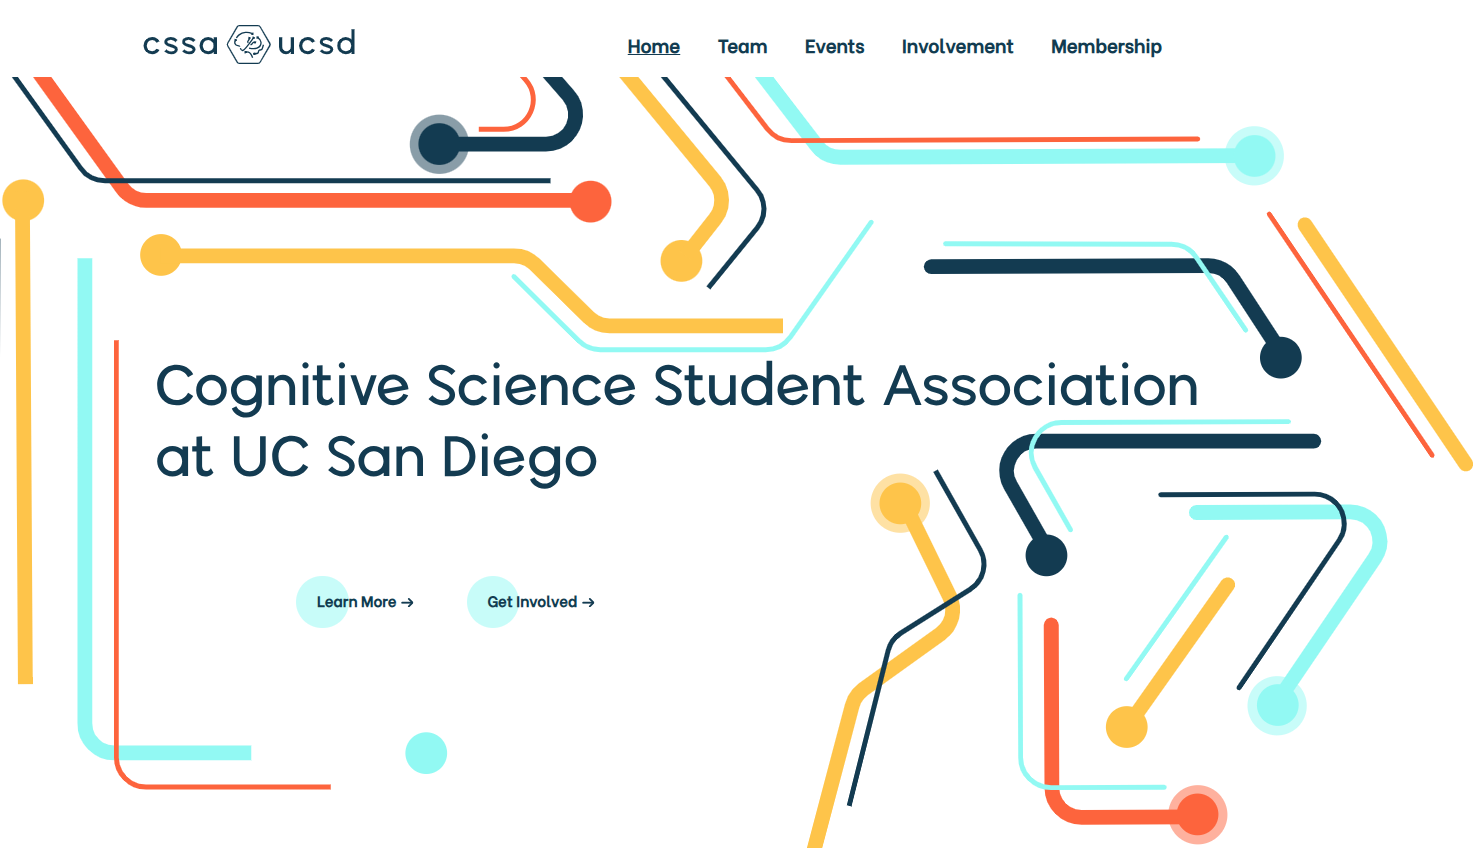 cssa ucsd
Home Team Events Involvement Membership
Cognitive Science Student Association
at UC San Diego
Learn More → Get Involved →